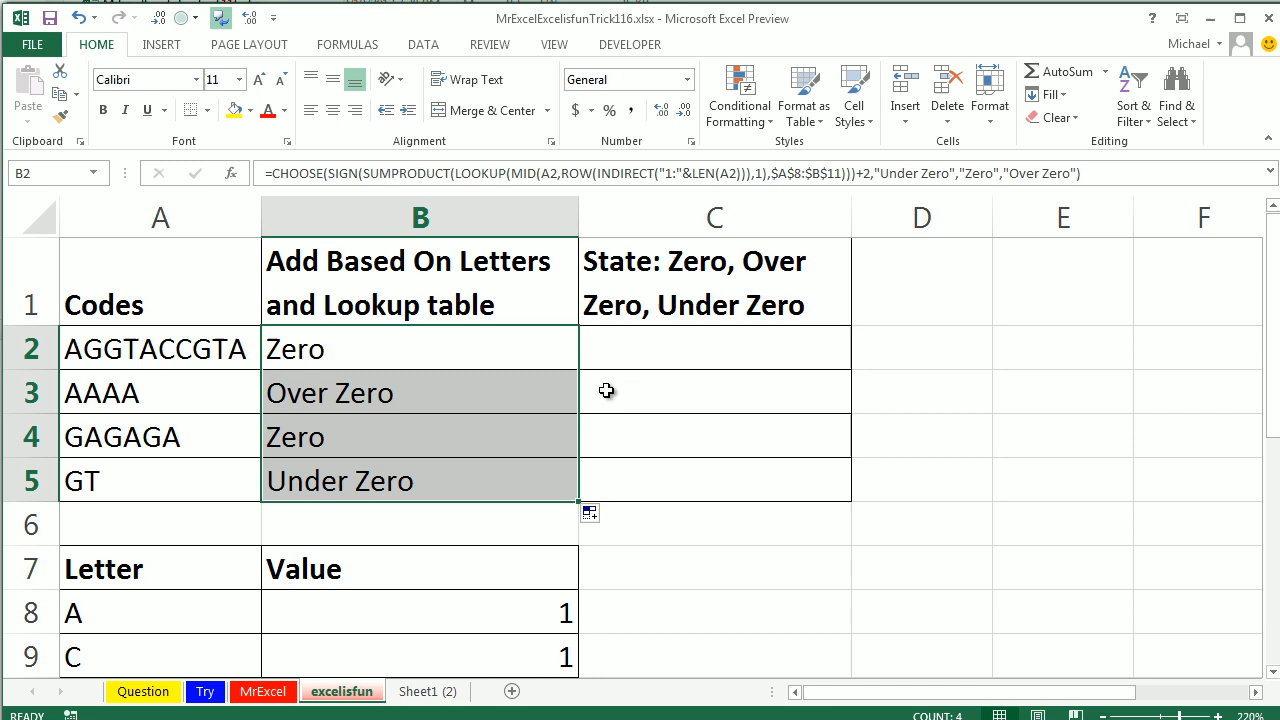 MrExcelExcelisfunTrick116.xlsx - Microsoft Excel Preview
FILE HOME INSERT PAGE LAYOUT FORMULAS DATA REVIEW VIEW DEVELOPER Michael
Paste
Clipboard
Calibri 11
B I U
Font
Wrap Text
Merge & Center
Alignment
General
$ % ,
Number
Conditional Formatting
Format as Table
Cell Styles
Styles
Insert Delete Format
Cells
AutoSum
Fill
Clear
Sort & Filter
Find & Select
Editing
B2 fx =CHOOSE(SIGN(SUMPRODUCT(LOOKUP(MID(A2,ROW(INDIRECT("1:"&LEN(A2))),1),$A$8:$B$11)))+2,"Under Zero","Zero","Over Zero")
A B C D E F
1 Codes Add Based On Letters and Lookup table State: Zero, Over Zero, Under Zero
2 AGGTACCGTA Zero
3 AAAA Over Zero
4 GAGAGA Zero
5 GT Under Zero
6
7 Letter Value
8 A 1
9 C 1
Question Try MrExcel excelisfun Sheet1 (2)
READY COUNT: 4 220%